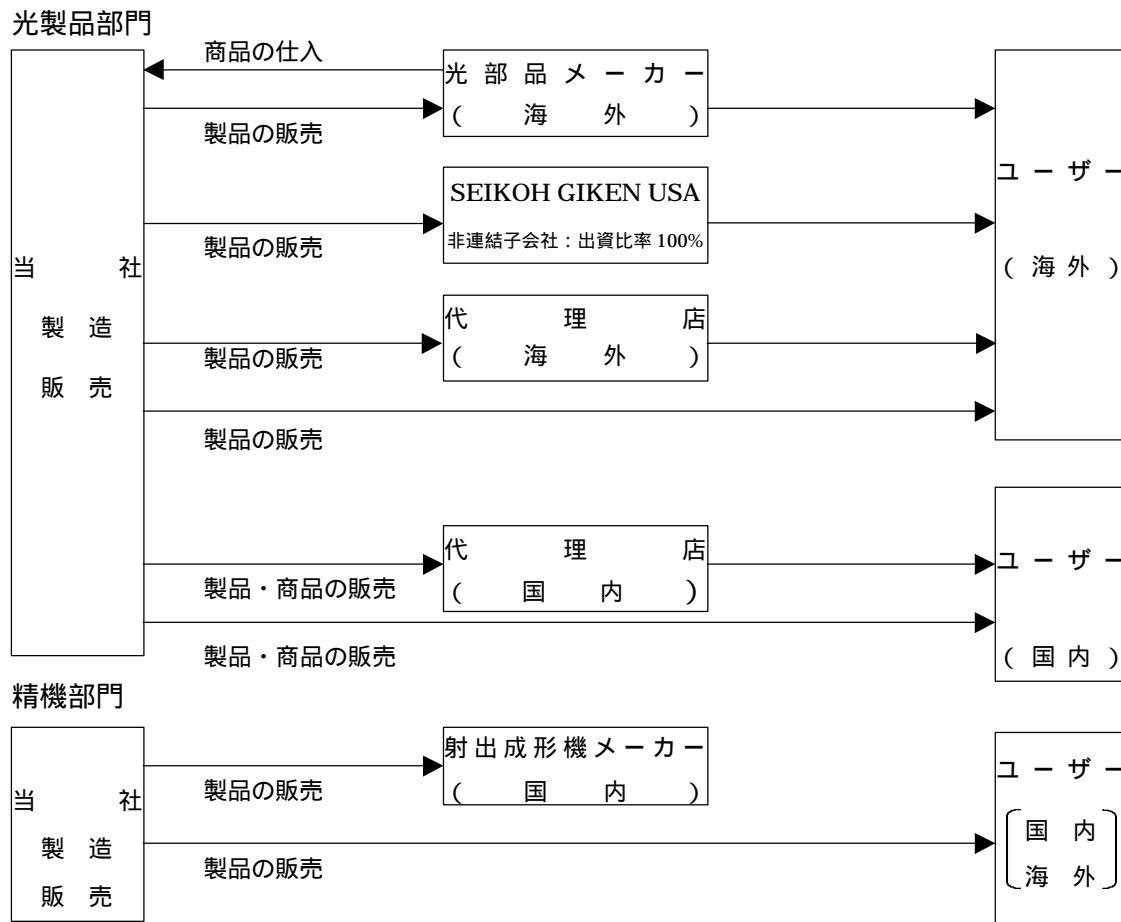 光製品部門
商品の仕入
光部品メーカー
(海外)
製品の販売
SEIKOH GIKEN USA
非連結子会社：出資比率 100%
製品の販売
ユーザー
(海外)
当社
製造
販売
代理店
(海外)
製品の販売
製品の販売
代理店
(国内)
製品・商品の販売
製品・商品の販売
ユーザー
(国内)
精機部門
当社
製造
販売
射出成形機メーカー
(国内)
製品の販売
製品の販売
ユーザー
国内
海外